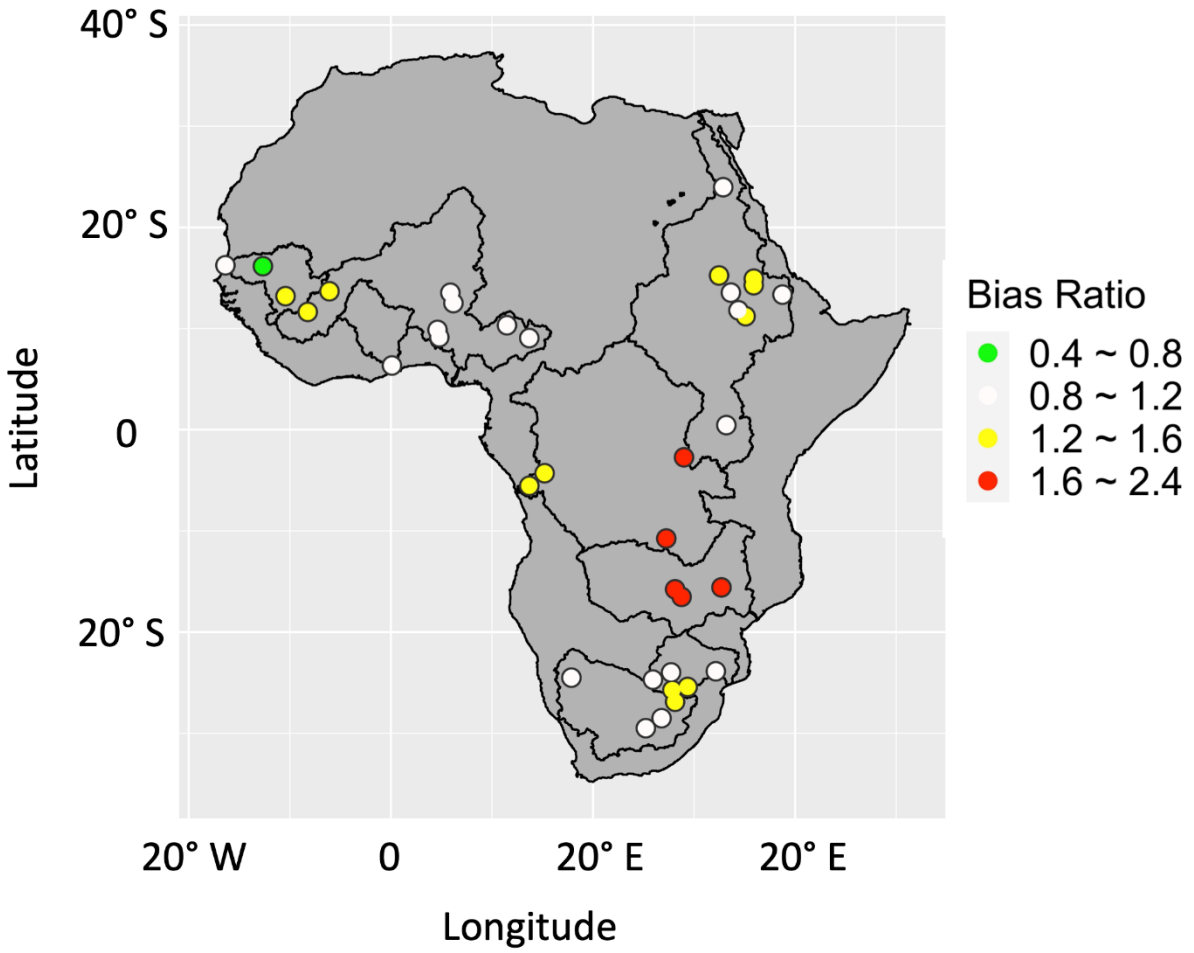 40° S
20° S
0
20° S
Latitude
20° W
0
20° E
20° E
Longitude
Bias Ratio
0.4 ~ 0.8
0.8 ~ 1.2
1.2 ~ 1.6
1.6 ~ 2.4